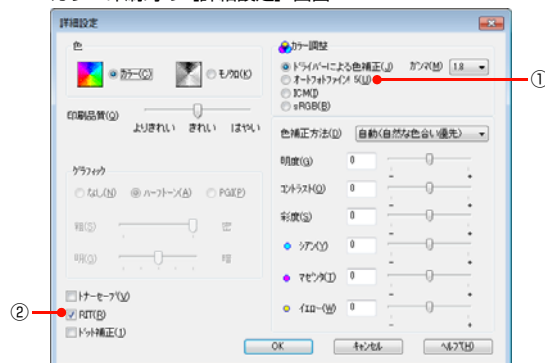 詳細設定
色
カラー(C)
モノクロ(K)
印刷品質(Q)
よりきれい きれい はやい
グラフィック
なし(N) ハーフトーン(A) PGI(P)
粗(S) 密
明(O) 暗
トナーセーブ(V)
RIT(R)
ドット補正(1)
カラー調整
ドライバーによる色補正(J) ガンマ(M) 1.8
オートフォトファイン! 5(U)
①
ICM(D
sRGB(B)
色補正方法(D) 自動(自然な色合い優先)
明度(G) 0
- +
コントラスト(O) 0
- +
彩度(S) 0
- +
シアン(Y) 0
- +
マゼンタ(T) 0
- +
イエロー(W) 0
- +
②
OK キャンセル ヘルプ(H)